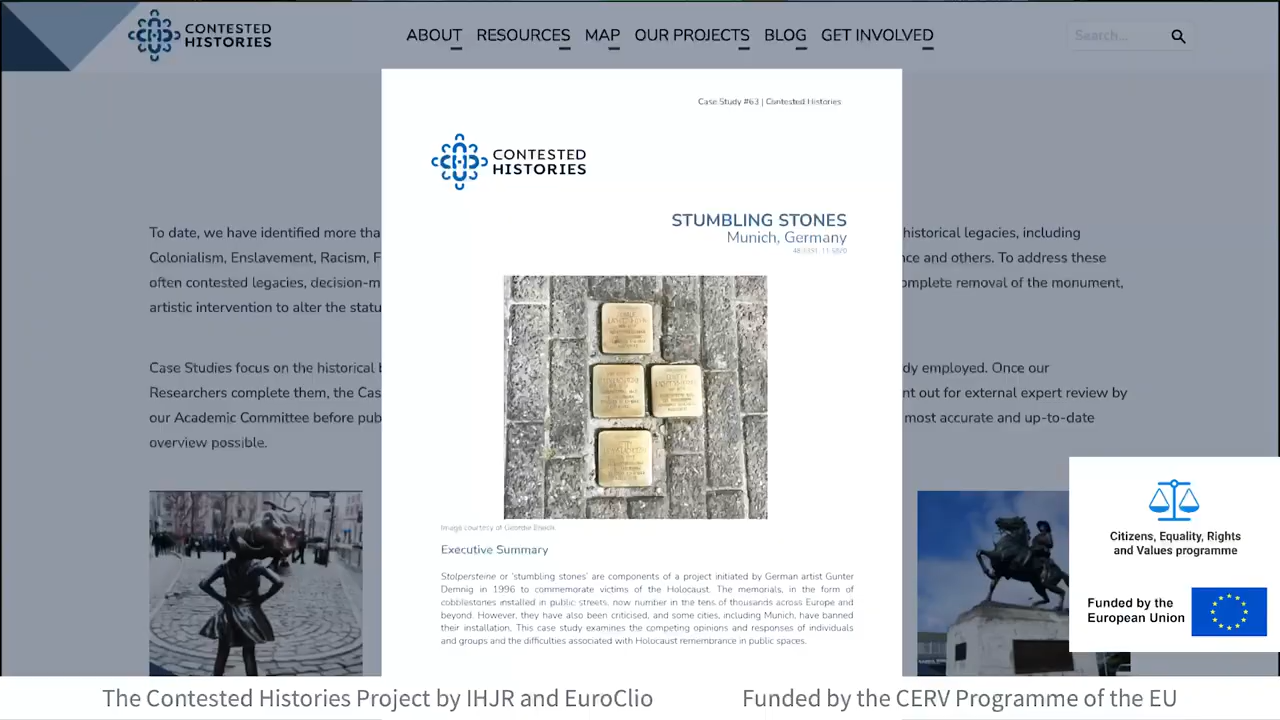 CONTESTED
HISTORIES
ABOUT RESOURCES MAP OUR PROJECTS BLOG GET INVOLVED
Search...
Case Study #63 | Contested Histories
CONTESTED
HISTORIES
STUMBLING STONES
Munich, Germany
To date, we have identified more tha
historical legacies, including
Colonialism, Enslavement, Racism, F
nce and others. To address these
often contested legacies, decision-m
omplete removal of the monument,
artistic intervention to alter the statu
Case Studies focus on the historical
dy employed. Once our
Researchers complete them, the Cas
nt out for external expert review by
our Academic Committee before pub
most accurate and up-to-date
overview possible.
Executive Summary
Stolpersteine or 'stumbling stones' are components of a project initiated by German artist Gunter
Demnig in 1996 to commemorate victims of the Holocaust. The memorials, in the form of
cobblestones installed in public streets, now number in the tens of thousands across Europe and
beyond. However, they have also been criticised, and some cities, including Munich, have banned
their installation. This case study examines the competing opinions and responses of individuals
and groups and the difficulties associated with Holocaust remembrance in public spaces.
Citizens, Equality, Rights
and Values programme
Funded by the
European Union
The Contested Histories Project by IHJR and EuroClio
Funded by the CERV Programme of the EU